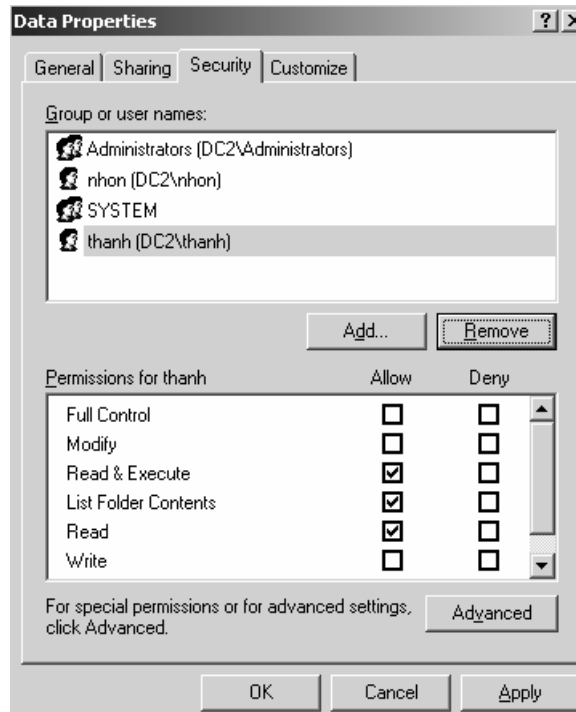 Data Properties
General Sharing Security Customize
Group or user names:
Administrators (DC2\Administrators)
nhon (DC2\nhon)
SYSTEM
thanh (DC2\thanh)
Add... Remove
Permissions for thanh Allow Deny
Full Control
Modify
Read & Execute
List Folder Contents
Read
Write
For special permissions or for advanced settings,
click Advanced.
Advanced
OK Cancel Apply